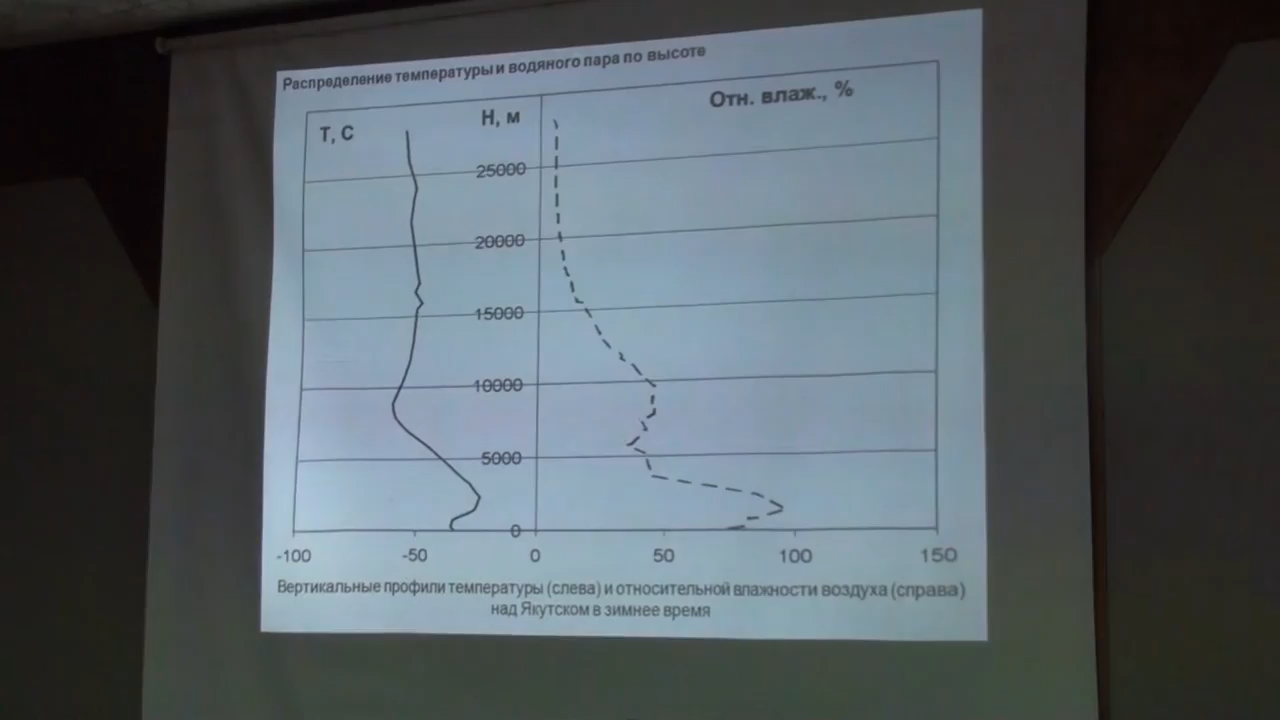 Распределение температуры и водяного пара по высоте
T, C
H, м
Отн. влаж., %
25000
20000
15000
10000
5000
0
-100 -50 0 50 100 150
Вертикальные профили температуры (слева) и относительной влажности воздуха (справа)
над Якутском в зимнее время